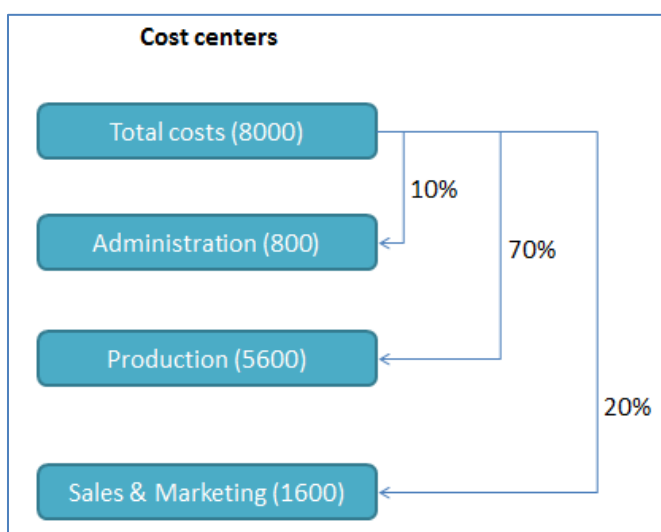 Cost centers
Total costs (8000)
10%
Administration (800)
70%
Production (5600)
20%
Sales & Marketing (1600)